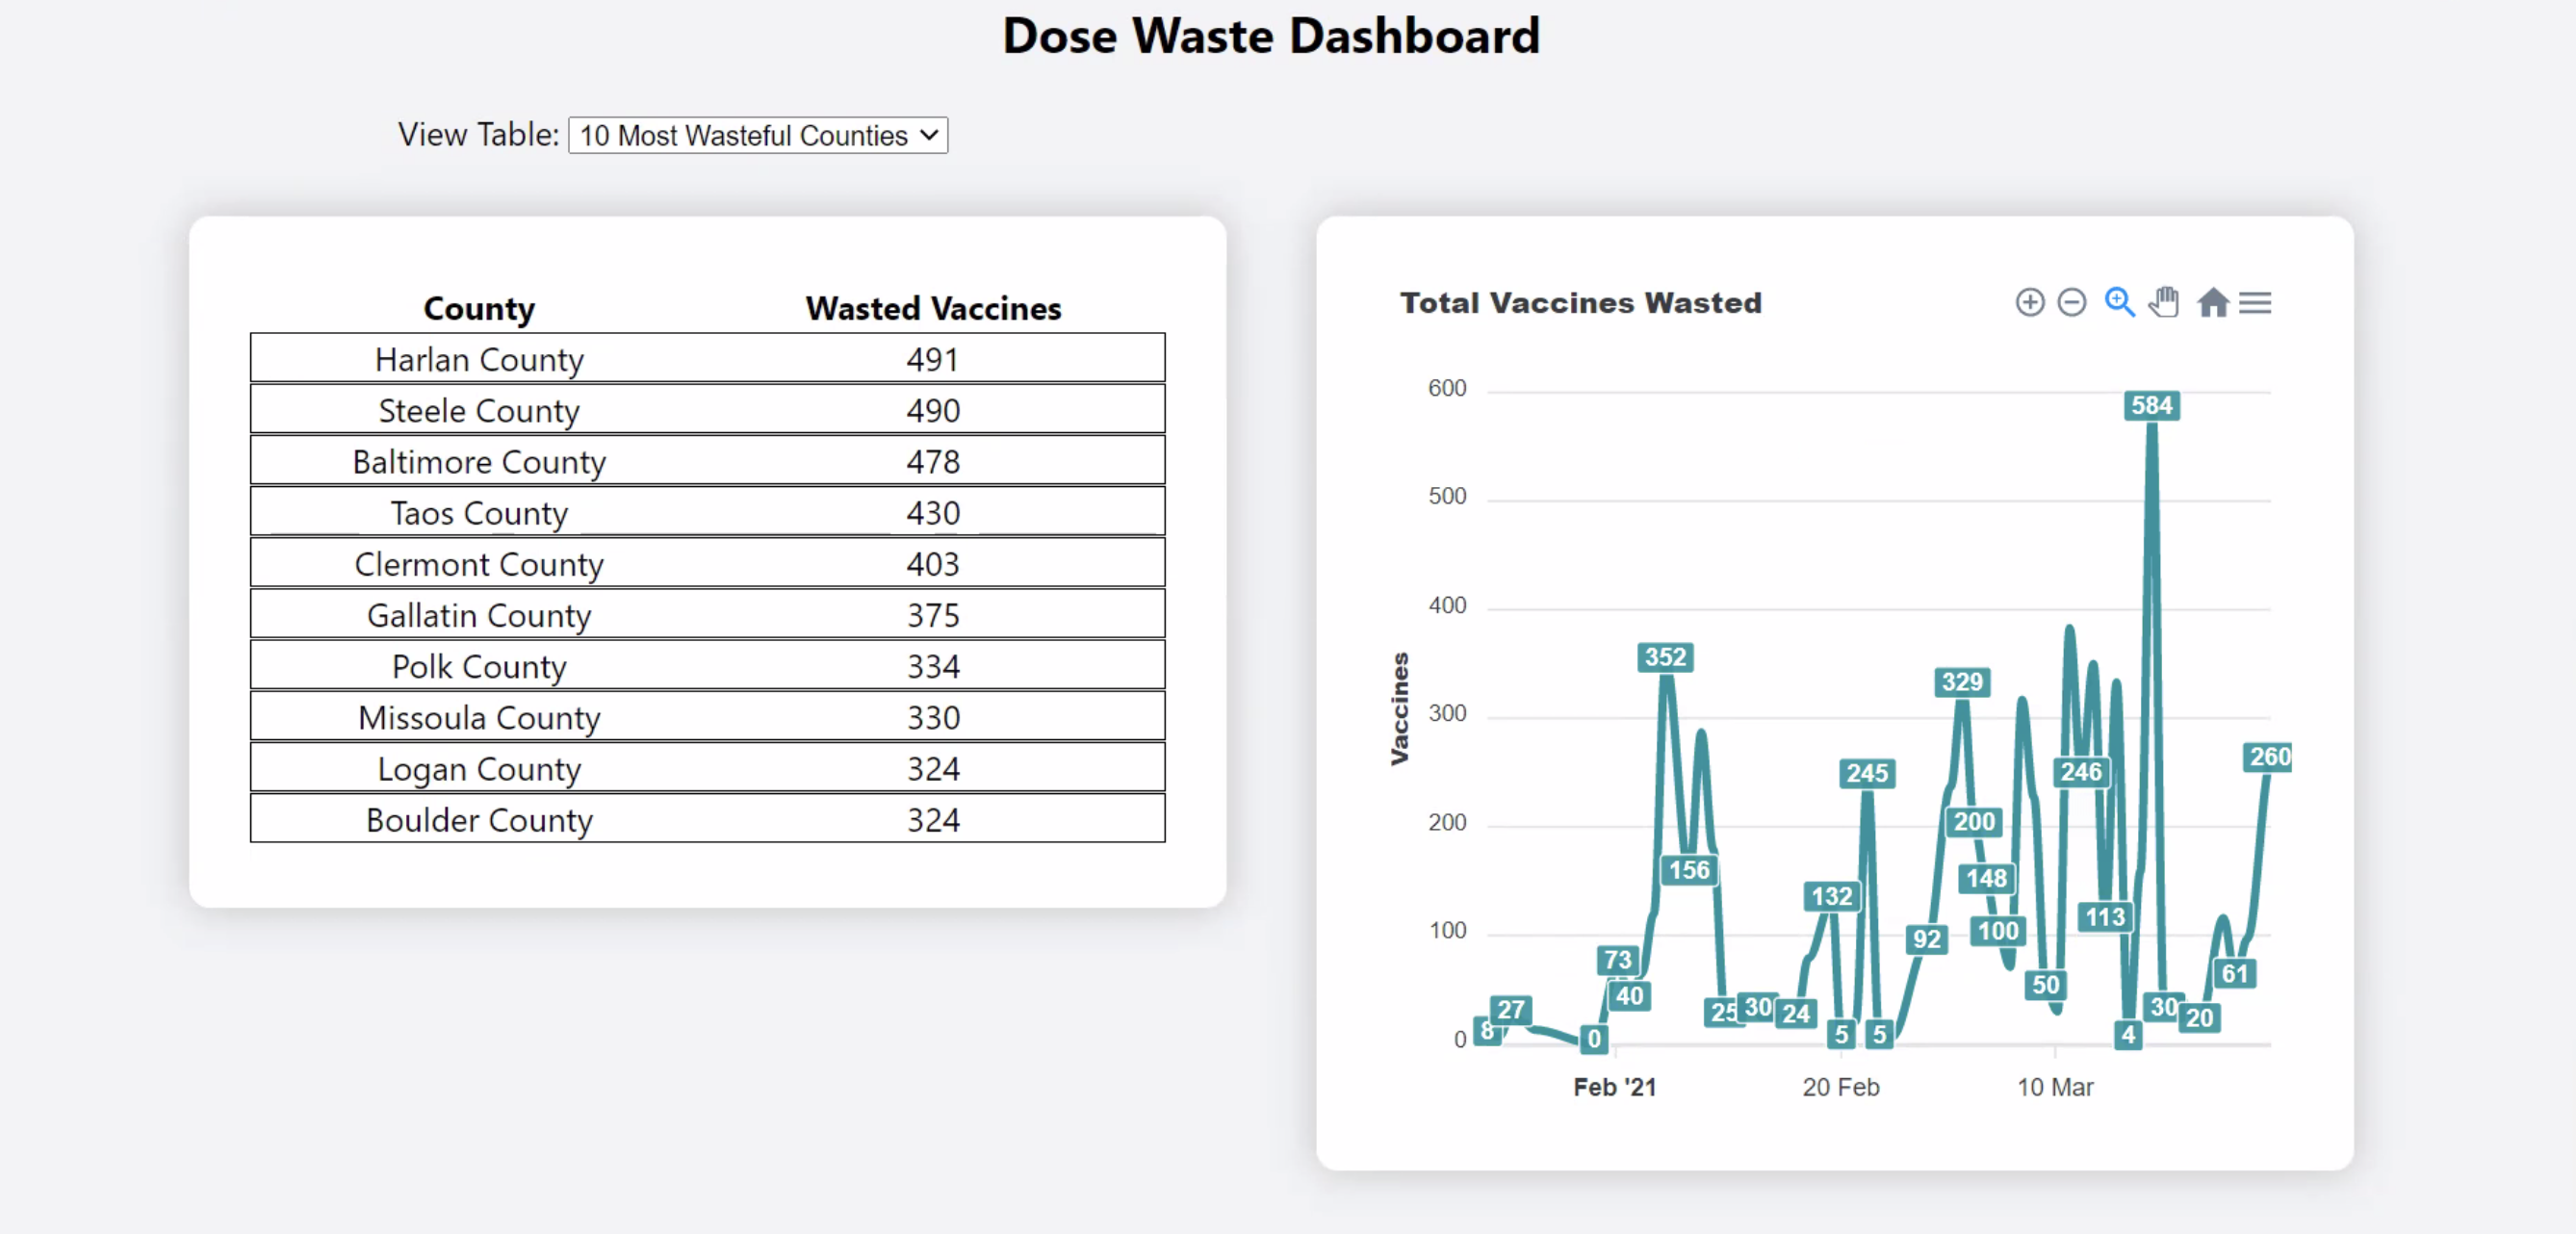 Dose Waste Dashboard
View Table: 10 Most Wasteful Counties
County Wasted Vaccines
Harlan County 491
Steele County 490
Baltimore County 478
Taos County 430
Clermont County 403
Gallatin County 375
Polk County 334
Missoula County 330
Logan County 324
Boulder County 324
Total Vaccines Wasted
Vaccines
600
500
400
300
200
100
0
8
27
0
73
40
352
156
25
30
24
132
5
245
5
92
329
200
148
100
50
246
113
4
584
30
20
61
260
Feb '21 20 Feb 10 Mar